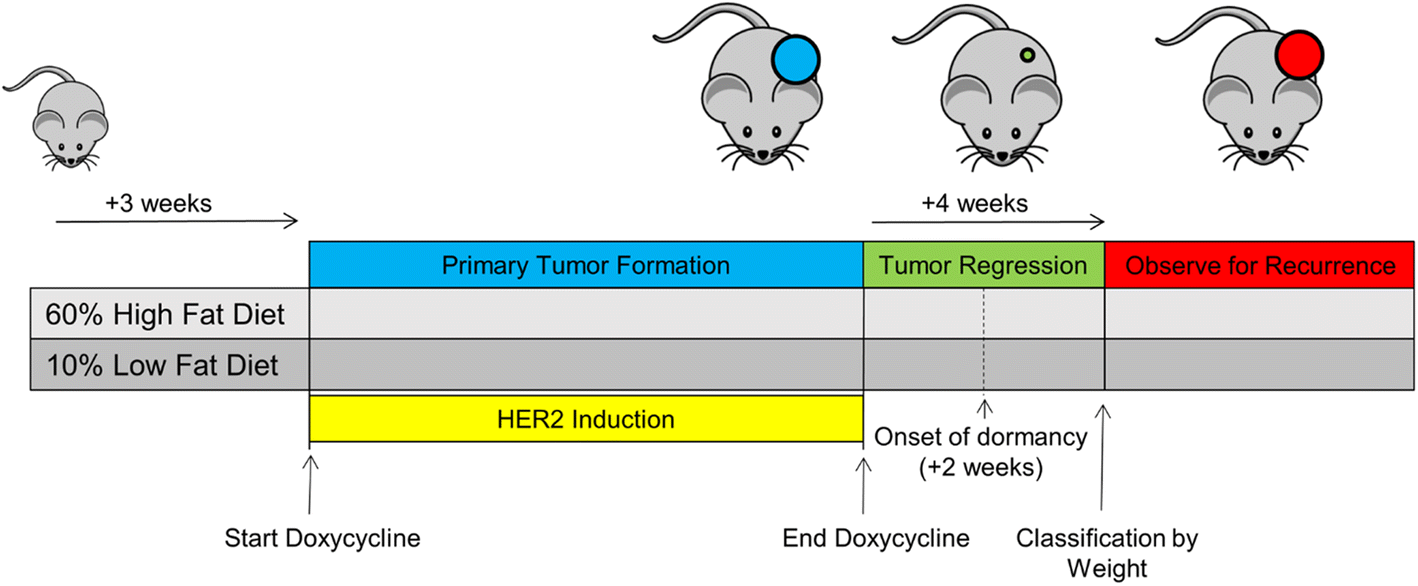 +3 weeks
+4 weeks
Primary Tumor Formation
Tumor Regression
Observe for Recurrence
60% High Fat Diet
10% Low Fat Diet
HER2 Induction
Onset of dormancy
(+2 weeks)
Start Doxycycline
End Doxycycline
Classification by
Weight